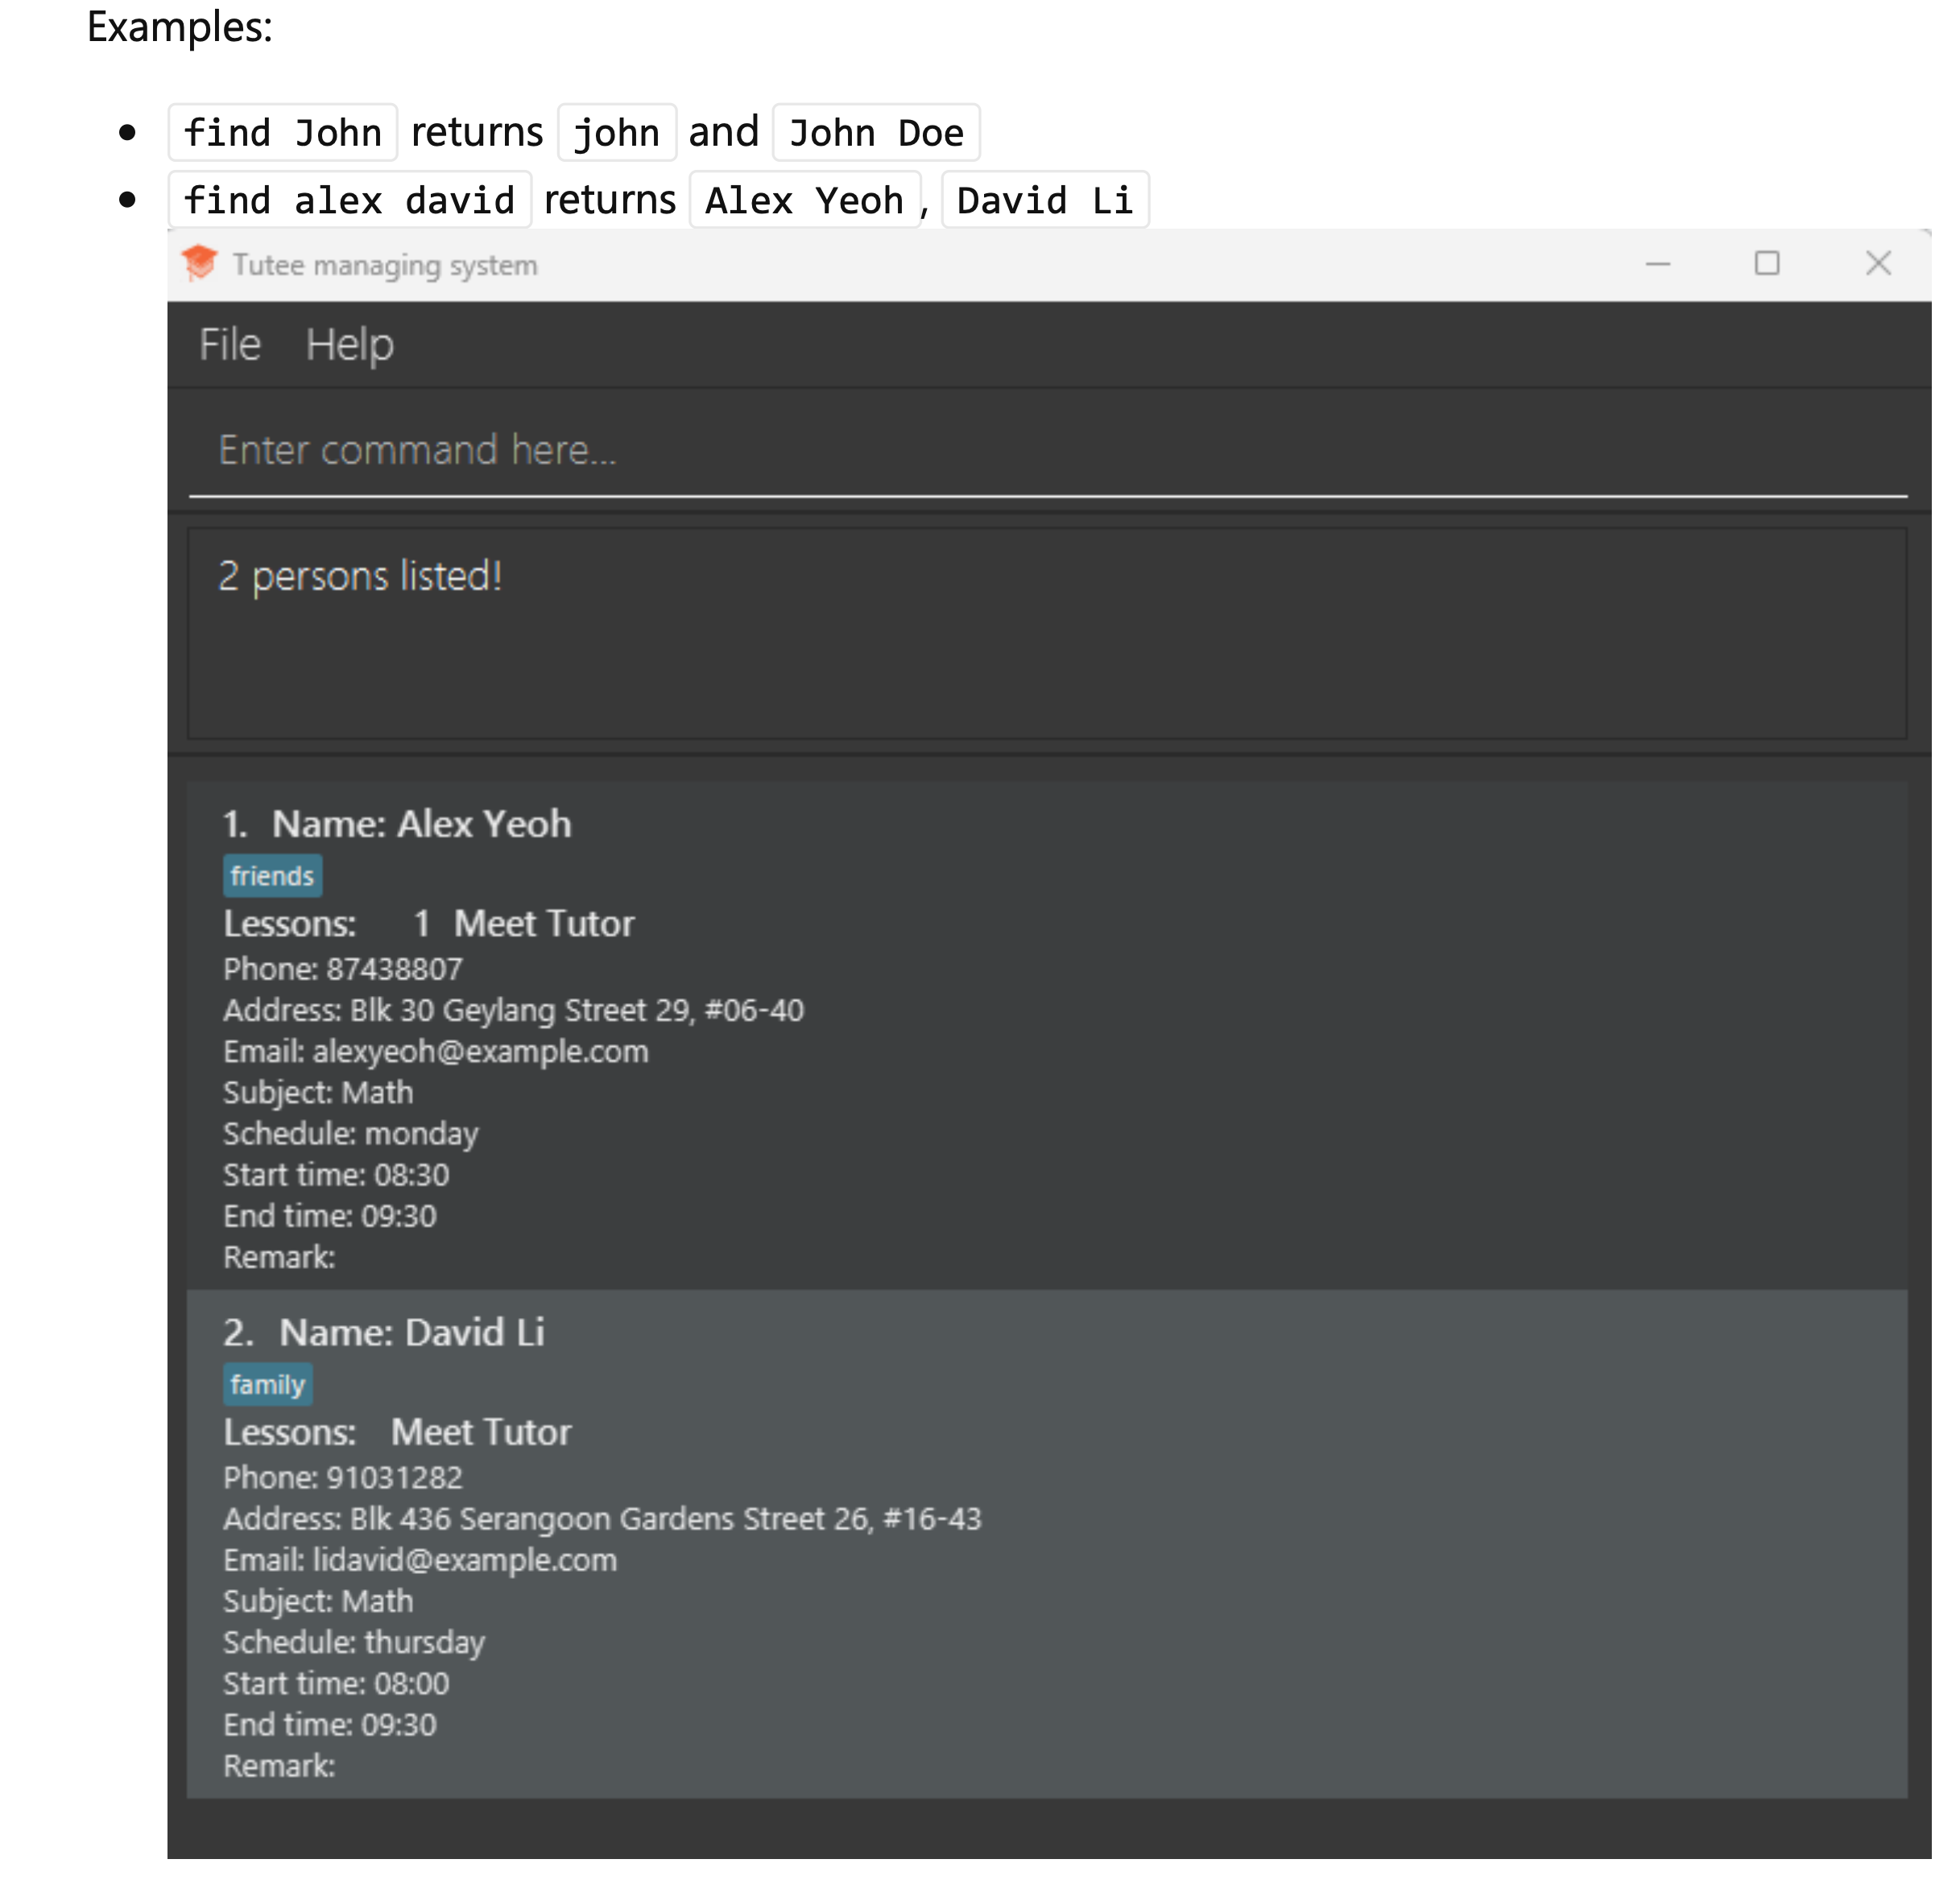 Examples:
find John returns john and John Doe
find alex david returns Alex Yeoh, David Li
Tutee managing system
File Help
Enter command here...
2 persons listed!
1. Name: Alex Yeoh
friends
Lessons: 1 Meet Tutor
Phone: 87438807
Address: Blk 30 Geylang Street 29, #06-40
Email: alexyeoh@example.com
Subject: Math
Schedule: monday
Start time: 08:30
End time: 09:30
Remark:
2. Name: David Li
family
Lessons: Meet Tutor
Phone: 91031282
Address: Blk 436 Serangoon Gardens Street 26, #16-43
Email: lidavid@example.com
Subject: Math
Schedule: thursday
Start time: 08:00
End time: 09:30
Remark: